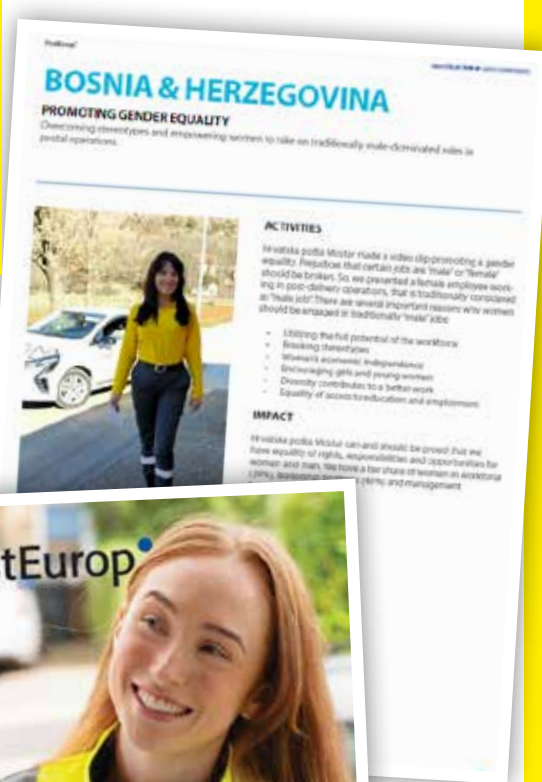 PostEurop
BOSNIA & HERZEGOVINA
PROMOTING GENDER EQUALITY
Overcoming stereotypes and empowering women to take on traditionally male-dominated roles in
postal operations.
ACTIVITIES
Hrvatska pošta Mostar made a video clip promoting a gender
equality. Prejudices that certain jobs are "male" or "female"
should be broken. So, we presented a female employee work-
ing in post-delivery operations, that is traditionally considered
as "male job". There are several important reasons why women
should be engaged in traditionally "male" jobs:
• Utilizing the full potential of the workforce
• Breaking stereotypes
• Women's economic independence
• Encouraging girls and young women
• Diversity contributes to a better work
• Equality of access to education and employment
IMPACT
Hrvatska pošta Mostar can and should be proud that we
have equality of rights, responsibilities and opportunities for
women and men. We have a fair share of women in workforce
and management
tEurop